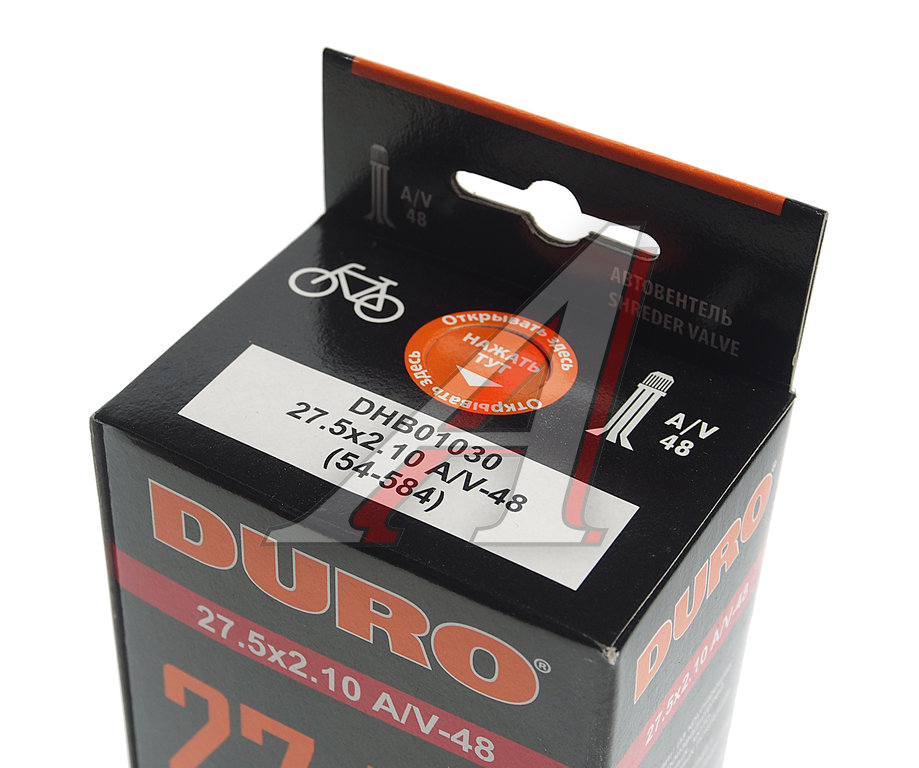 A/V
48
АВТОВЕНТЕЛЬ
SHREDER VALVE
Открывать здесь
НАЖАТЬ
ТУТ
Открывать здесь
A/V
48
DHB01030
27.5x2.10 A/V-48
(54-584)
DURO®
27.5x2.10 A/V-48
27
DURO®
27.5x2.10 A/V-48